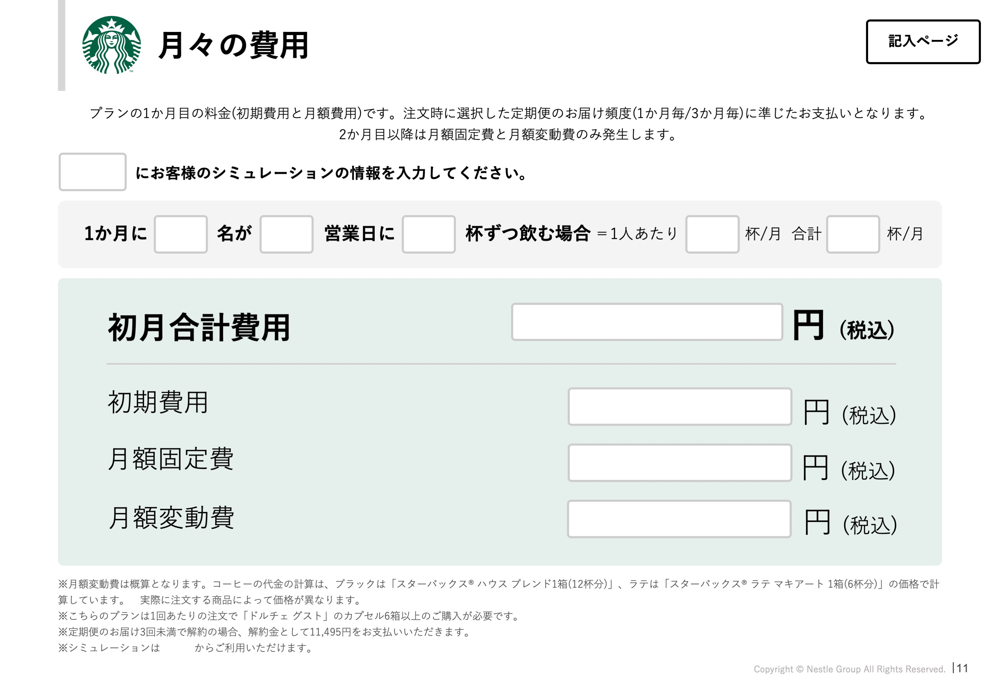 月々の費用
記入ページ
プランの1か月目の料金(初期費用と月額費用)です。注文時に選択した定期便のお届け頻度(1か月毎/3か月毎)に準じたお支払いとなります。
2か月目以降は月額固定費と月額変動費のみ発生します。
にお客様のシミュレーションの情報を入力してください。
1か月に 名が 営業日に 杯ずつ飲む場合 =1人あたり 杯/月 合計 杯/月
初月合計費用 円 (税込)
初期費用 円 (税込)
月額固定費 円 (税込)
月額変動費 円 (税込)
※月額変動費は概算となります。コーヒーの代金の計算は、ブラックは「スターバックス® ハウス ブレンド1箱(12杯分)」、ラテは「スターバックス® ラテ マキアート 1箱(6杯分)」の価格で計
算しています。 実際に注文する商品によって価格が異なります。
※こちらのプランは1回あたりの注文で「ドルチェ グスト」のカプセル6箱以上のご購入が必要です。
※定期便のお届け3回未満で解約の場合、解約金として11,495円をお支払いいただきます。
※シミュレーションは からご利用いただけます。
Copyright © Nestle Group All Rights Reserved. |11